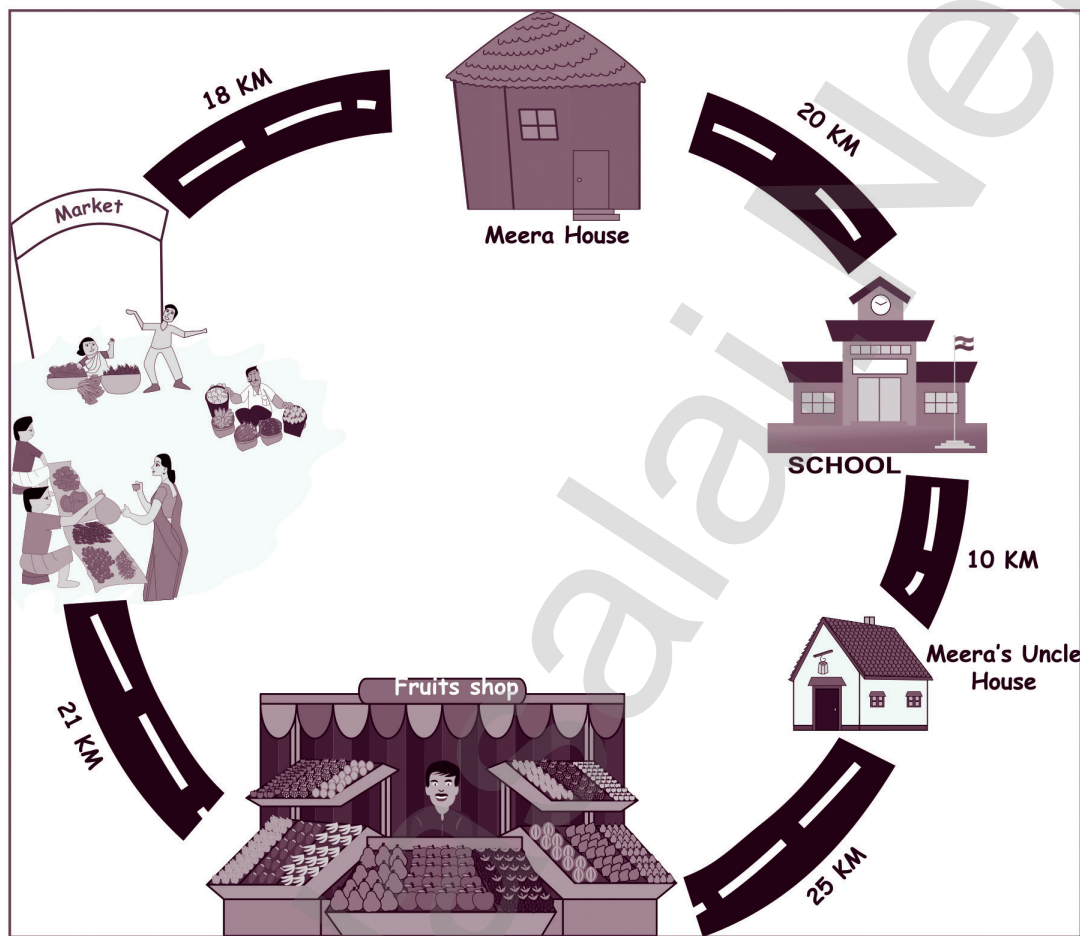 18 KM
20 KM
Market
Meera House
SCHOOL
10 KM
Meera's Uncle
House
Fruits shop
21 KM
25 KM